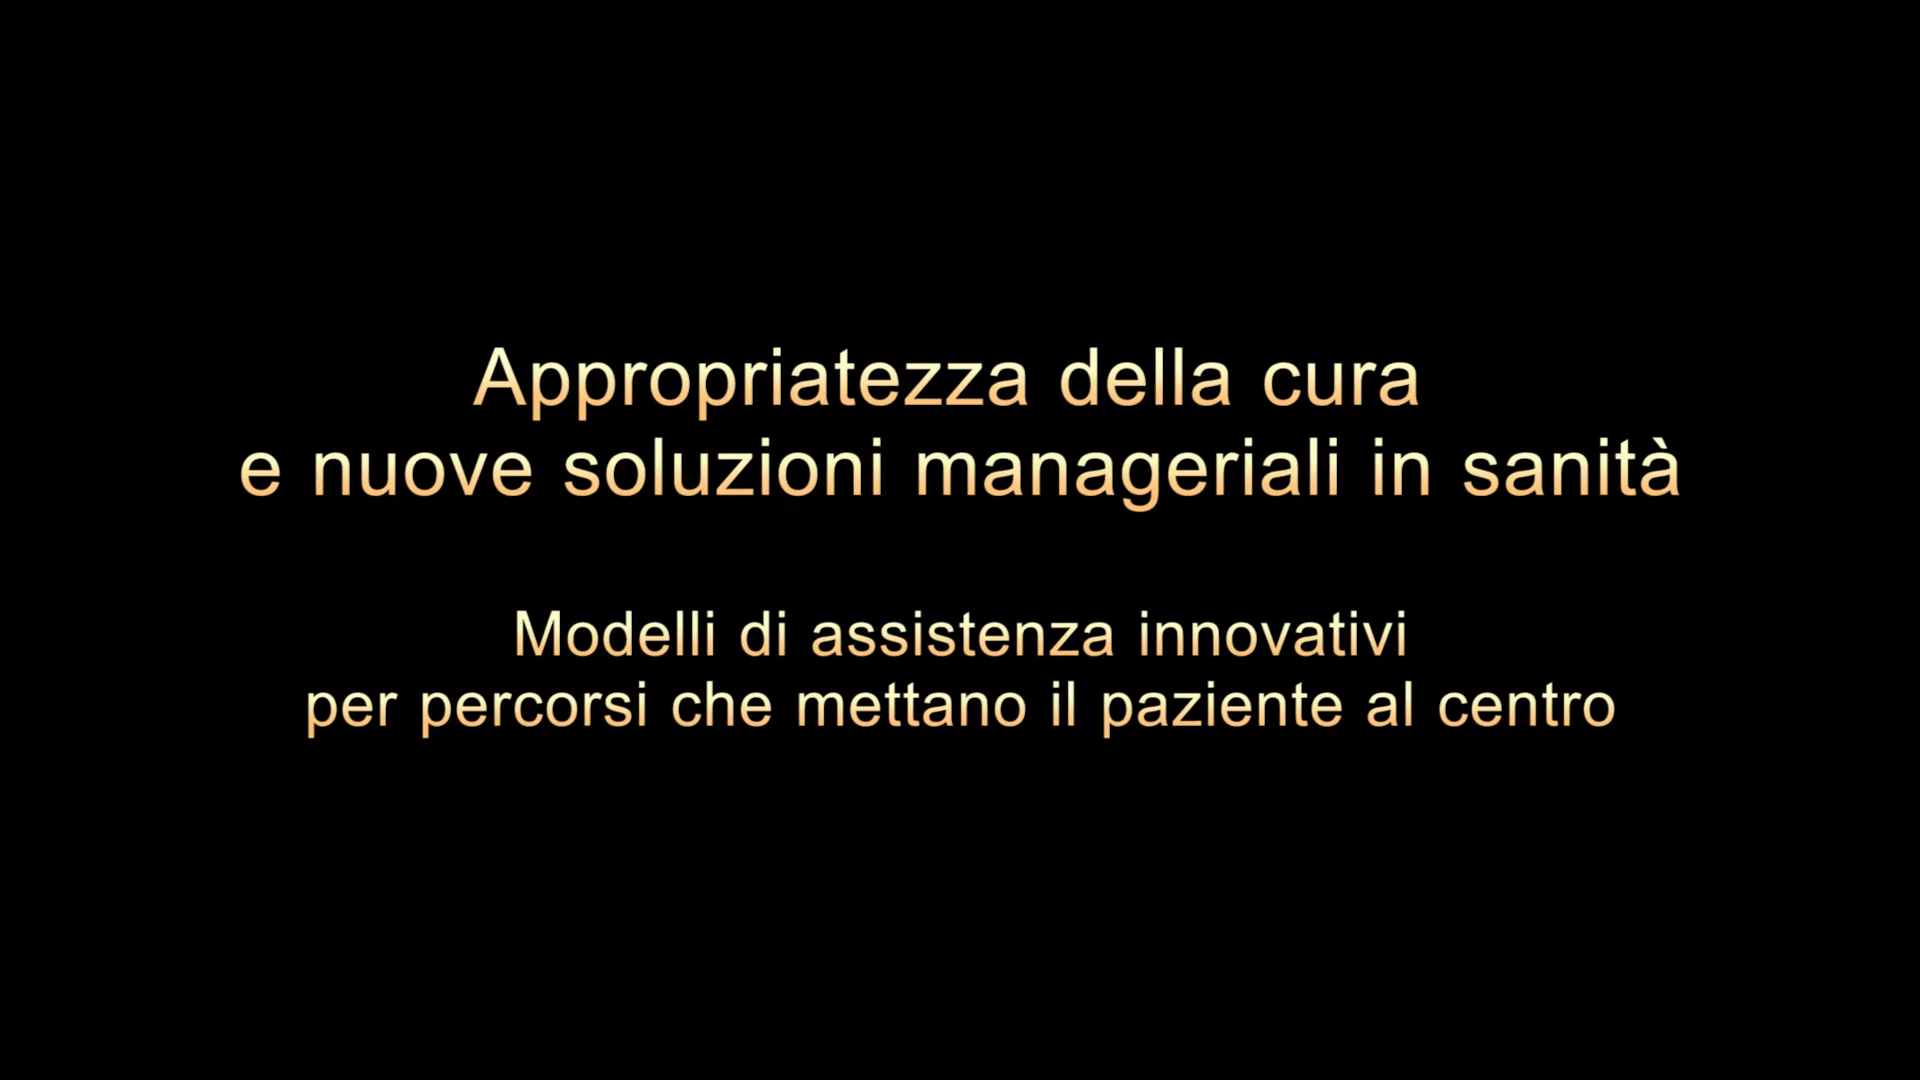 Appropriatezza della cura
e nuove soluzioni manageriali in sanità
Modelli di assistenza innovativi
per percorsi che mettano il paziente al centro